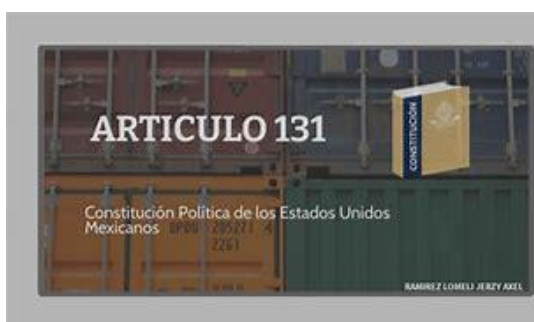 ARTICULO 131
CONSTITUCIÓN
Constitución Política de los Estados Unidos
Mexicanos
RAMIREZ LOMELI JERZY AXEL